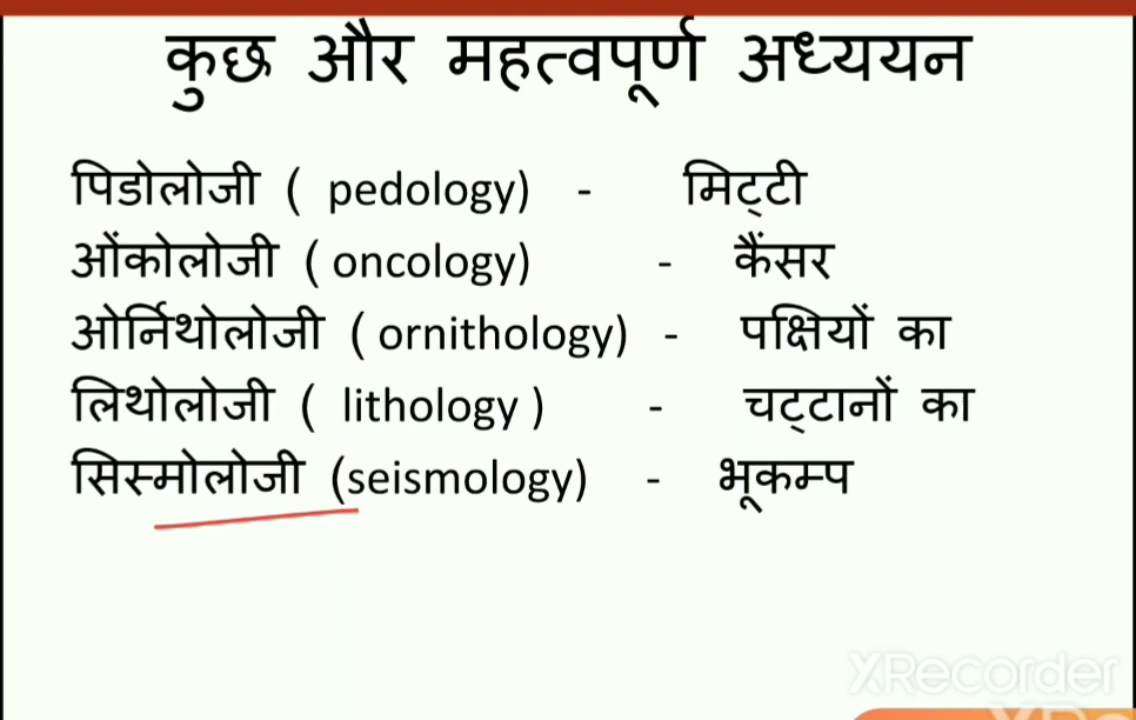 कुछ और महत्वपूर्ण अध्ययन
पिडोलोजी ( pedology) - मिट्टी
ओंकोलोजी ( oncology) - कैंसर
ओर्निथोलोजी ( ornithology) - पक्षियों का
लिथोलोजी ( lithology ) - चट्टानों का
सिस्मोलोजी (seismology) - भूकम्प
XRecorder